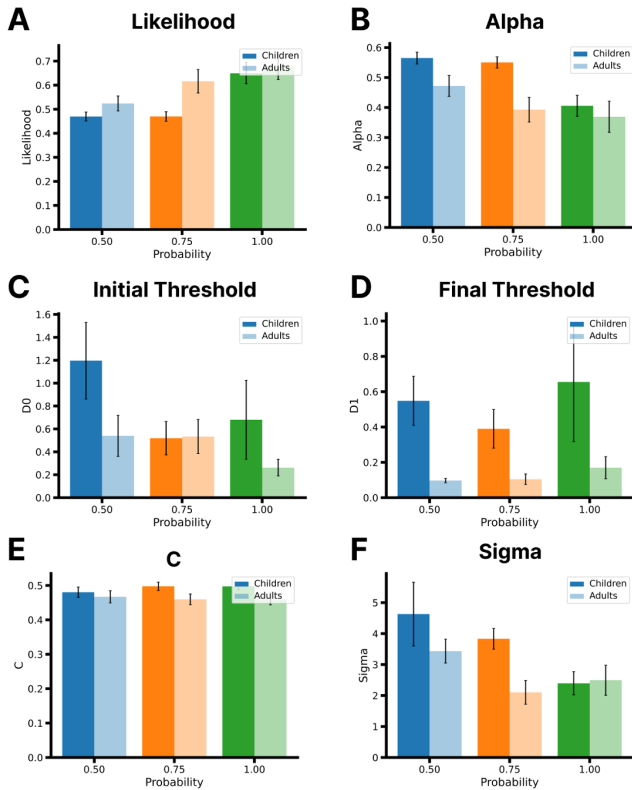 A
Likelihood
Children
Adults
0.7
0.6
0.5
0.4
0.3
0.2
0.1
0.0
Likelihood
0.50
0.75
1.00
Probability
B
Alpha
Children
Adults
0.6
0.5
0.4
0.3
0.2
0.1
0.0
Alpha
0.50
0.75
1.00
Probability
C
Initial Threshold
Children
Adults
1.6
1.4
1.2
1.0
0.8
0.6
0.4
0.2
0.0
D0
0.50
0.75
1.00
Probability
D
Final Threshold
Children
Adults
1.0
0.8
0.6
0.4
0.2
0.0
D1
0.50
0.75
1.00
Probability
E
C
Children
Adults
0.5
0.4
0.3
0.2
0.1
0.0
C
0.50
0.75
1.00
Probability
F
Sigma
Children
Adults
5
4
3
2
1
0
Sigma
0.50
0.75
1.00
Probability